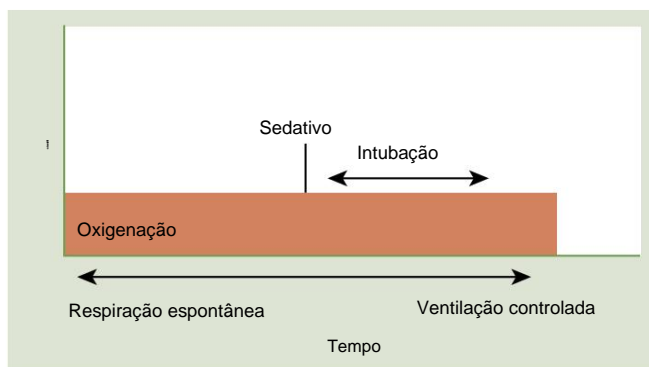 Sedativo
Intubação
Oxigenação
Respiração espontânea
Ventilação controlada
Tempo